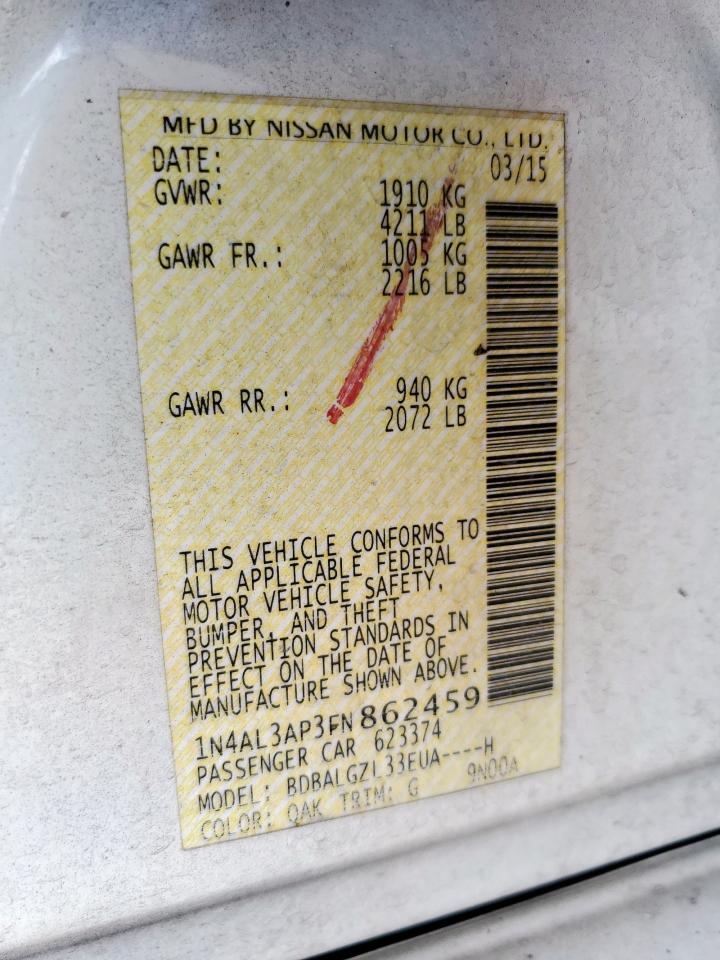 MFD BY NISSAN MOTOR CO., LTD.
DATE: 03/15
GVWR: 1910 KG
4211 LB
GAWR FR.: 1005 KG
2216 LB
GAWR RR.: 940 KG
2072 LB
THIS VEHICLE CONFORMS TO
ALL APPLICABLE FEDERAL
MOTOR VEHICLE SAFETY,
BUMPER, AND THEFT
PREVENTION STANDARDS IN
EFFECT ON THE DATE OF
MANUFACTURE SHOWN ABOVE.
1N4AL3AP3FN862459
PASSENGER CAR 623374
MODEL: BDBALGZL33EUA----H
COLOR: QAK TRIM: G 9N00A